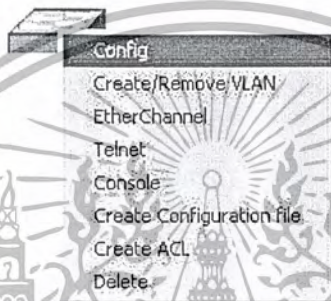 Config
Create/Remove VLAN
EtherChannel
Telnet
Console
Create Configuration file
Create ACL
Delete